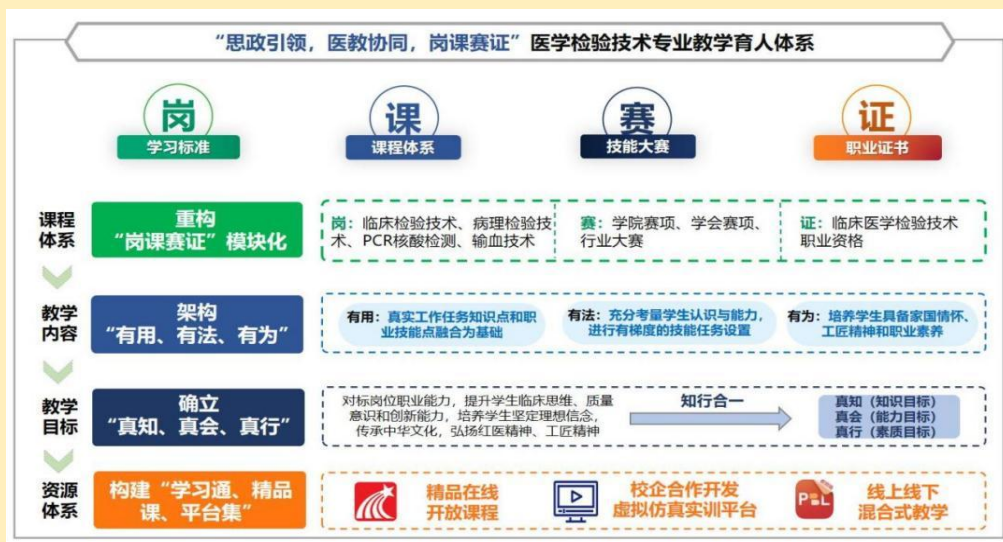 “思政引领，医教协同，岗课赛证”医学检验技术专业教学育人体系
岗
学习标准
课
课程体系
赛
技能大赛
证
职业证书
课程
体系
重构
“岗课赛证”模块化
岗：临床检验技术、病理检验技
术、PCR核酸检测、输血技术
赛：学院赛项、学会赛项、
行业大赛
证：临床医学检验技术
职业资格
教学
内容
架构
“有用、有法、有为”
有用：真实工作任务知识点和职
业技能点融合为基础
有法：充分考量学生认识与能力，
进行有梯度的技能任务设置
有为：培养学生具备家国情怀、
工匠精神和职业素养
教学
目标
确立
“真知、真会、真行”
对标岗位职业能力，提升学生临床思维、质量
意识和创新能力，培养学生坚定理想信念，
传承中华文化，弘扬红医精神、工匠精神
知行合一
真知（知识目标）
真会（能力目标）
真行（素质目标）
资源
体系
构建“学习通、精品
课、平台集”
精品在线
开放课程
校企合作开发
虚拟仿真实训平台
PBL
线上线下
混合式教学